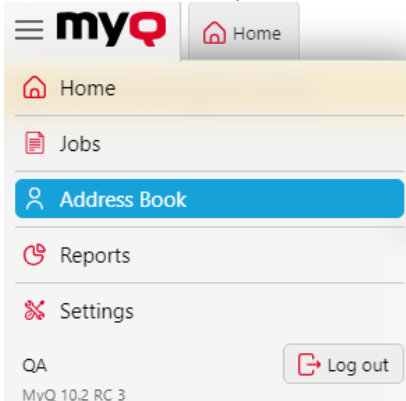 myQ Home
Home
Jobs
Address Book
Reports
Settings
QA Log out
MyQ 10.2 RC 3